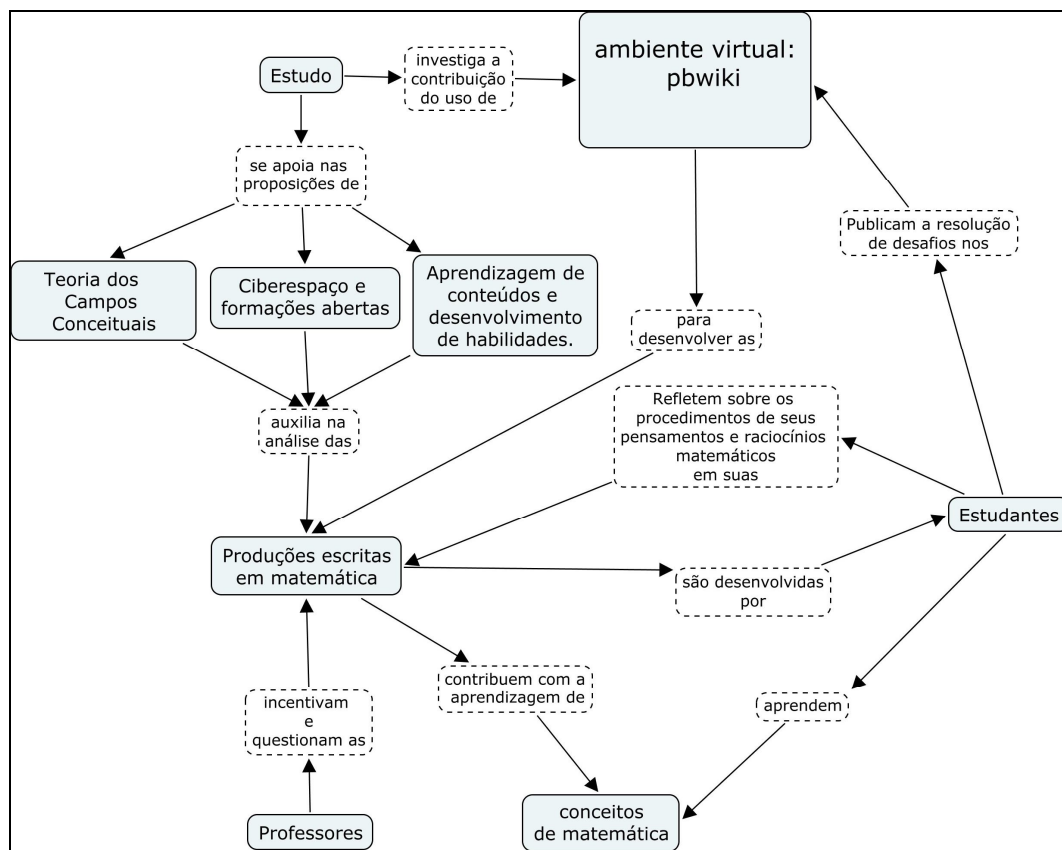 ambiente virtual:
pbwiki
Estudo
investiga a
contribuição
do uso de
se apoia nas
proposições de
Publicam a resolução
de desafios nos
Teoria dos
Campos
Conceituais
Ciberespaço e
formações abertas
Aprendizagem de
conteúdos e
desenvolvimento
de habilidades.
para
desenvolver as
auxilia na
análise das
Refletem sobre os
procedimentos de seus
pensamentos e raciocínios
matemáticos
em suas
Estudantes
Produções escritas
em matemática
são desenvolvidas
por
contribuem com a
aprendizagem de
aprendem
incentivam
e
questionam as
Professores
conceitos
de matemática